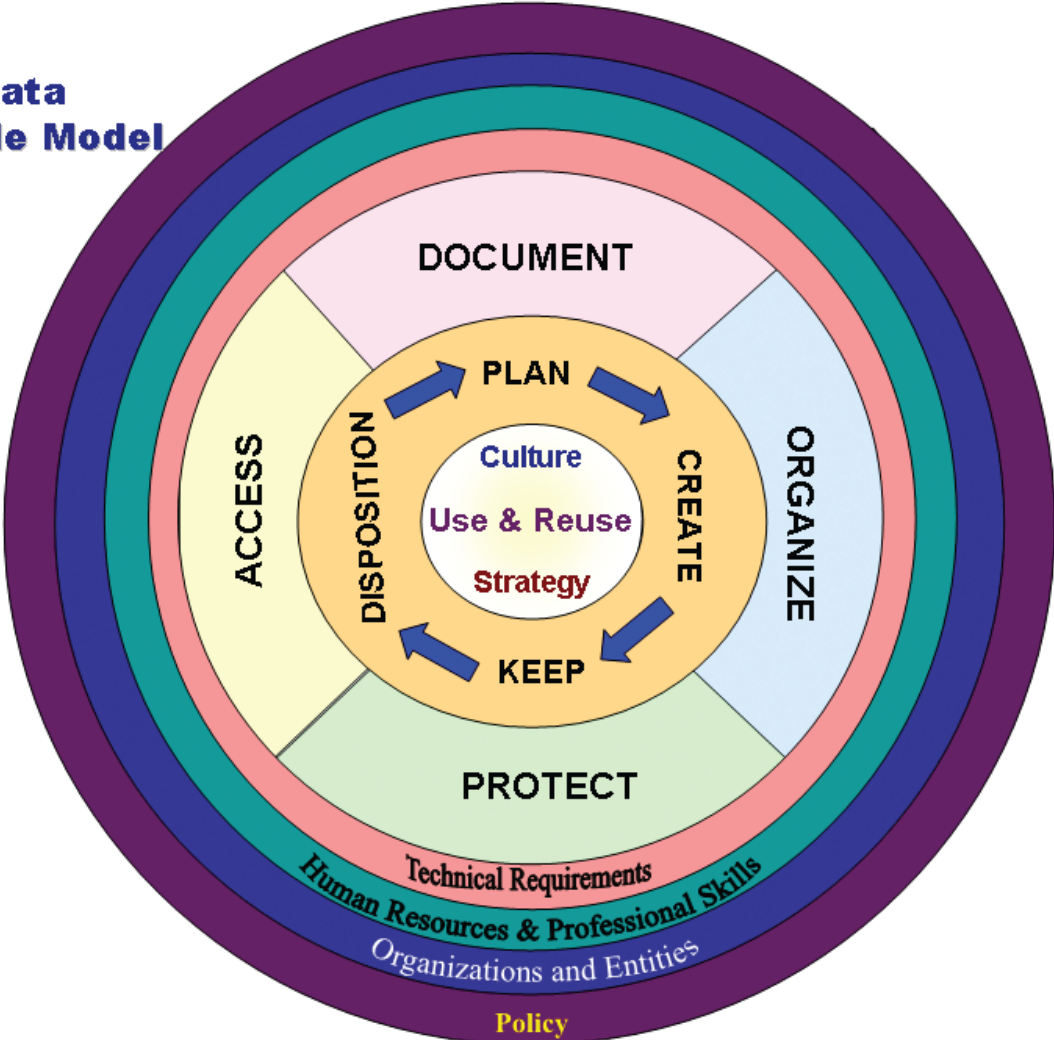 ata
le Model
DOCUMENT
PLAN
ACCESS
DISPOSITION
Culture
Use & Reuse
Strategy
CREATE
ORGANIZE
KEEP
PROTECT
Technical Requirements
Human Resources & Professional Skills
Organizations and Entities
Policy